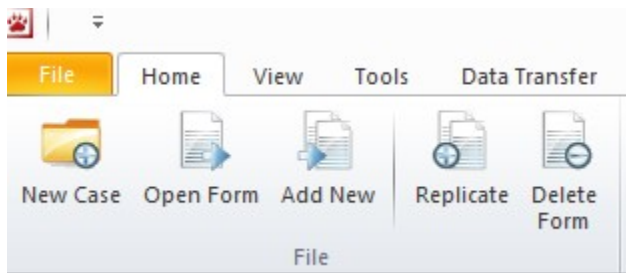 File Home View Tools Data Transfer
New Case Open Form Add New Replicate Delete
Form
File